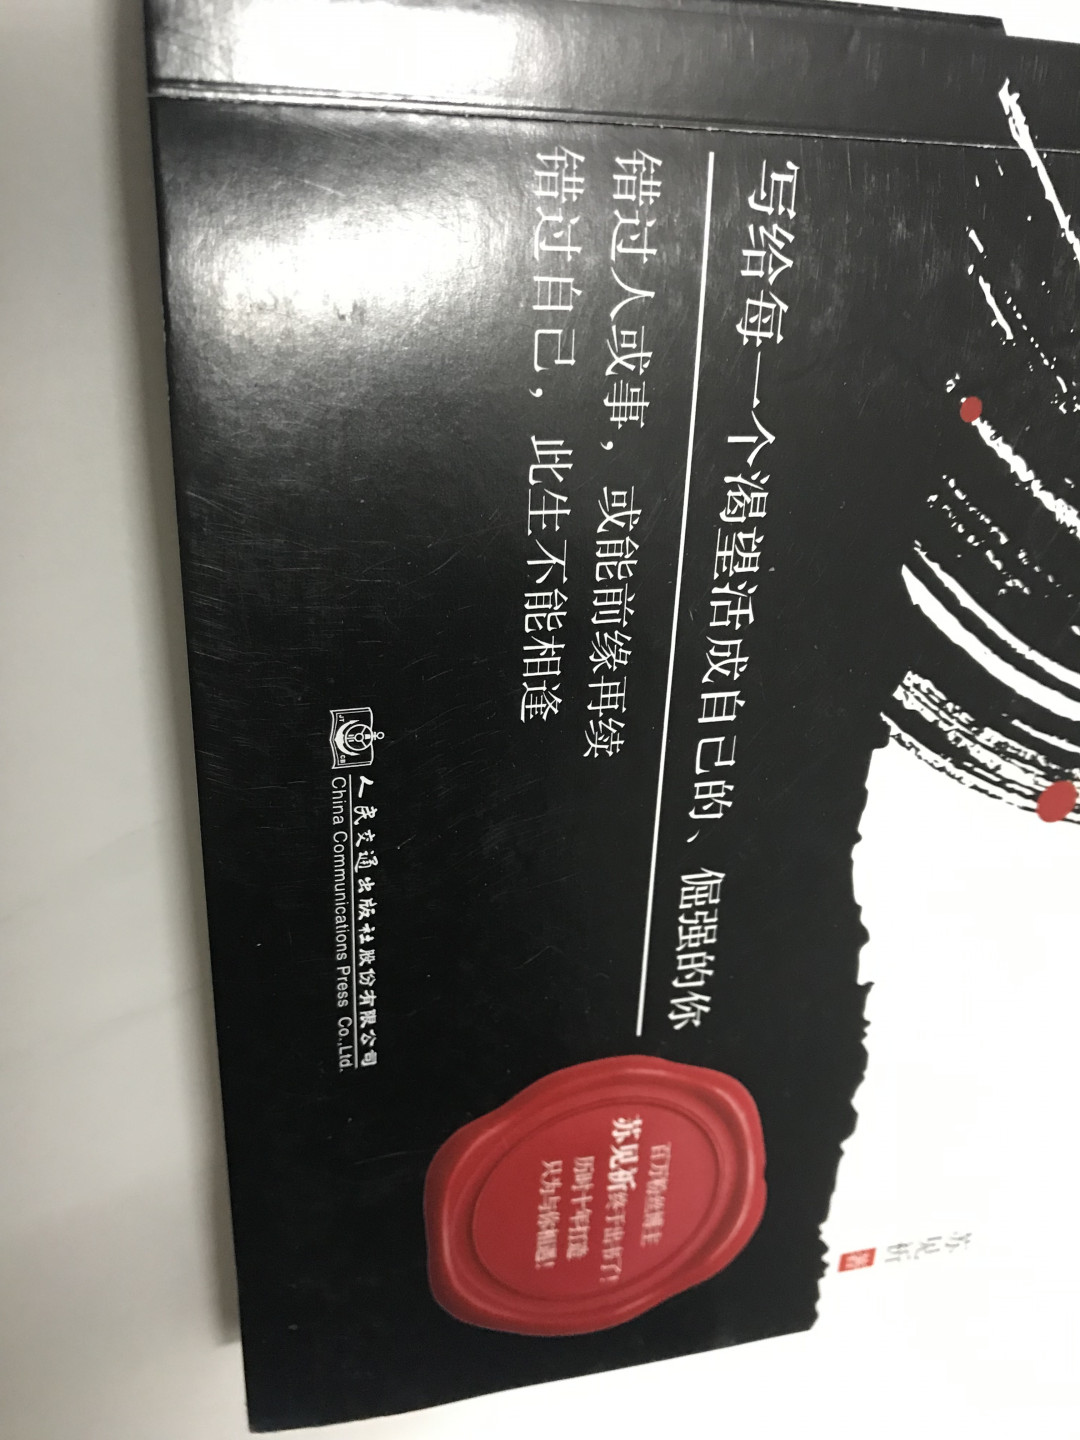 苏见祈 著
写给每一个渴望活成自己的、倔强的你
错过人或事，或能前缘再续
错过自己，此生不能相逢
百万粉丝博主
苏见祈终于出书了！
历时十年打造
只为与你相遇！
人民交通出版社股份有限公司
China Communications Press Co.,Ltd.